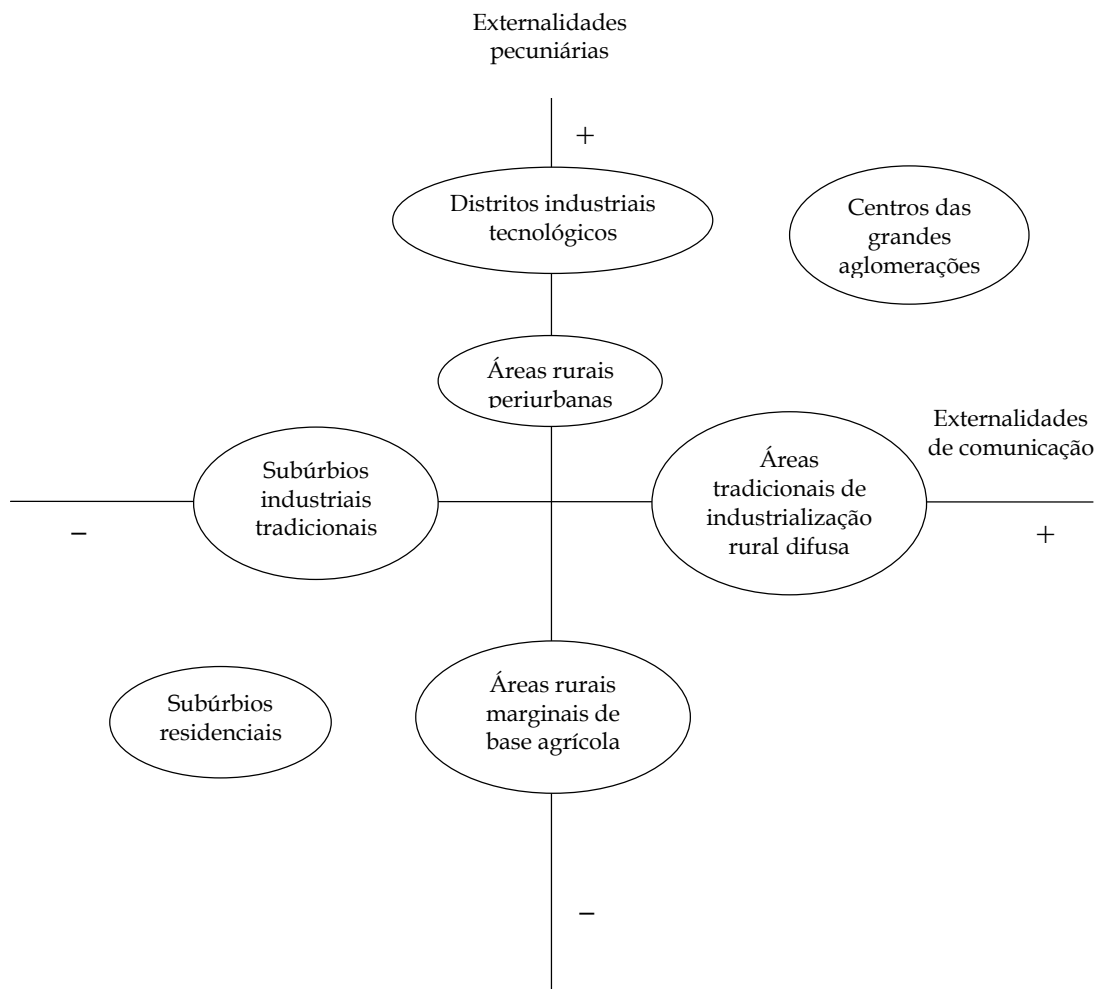 Externalidades
pecuniárias
+
Distritos industriais
tecnológicos
Centros das
grandes
aglomerações
Áreas rurais
periurbanas
Externalidades
de comunicação
Subúrbios
industriais
tradicionais
Áreas
tradicionais de
industrialização
rural difusa
–
+
Subúrbios
residenciais
Áreas rurais
marginais de
base agrícola
–